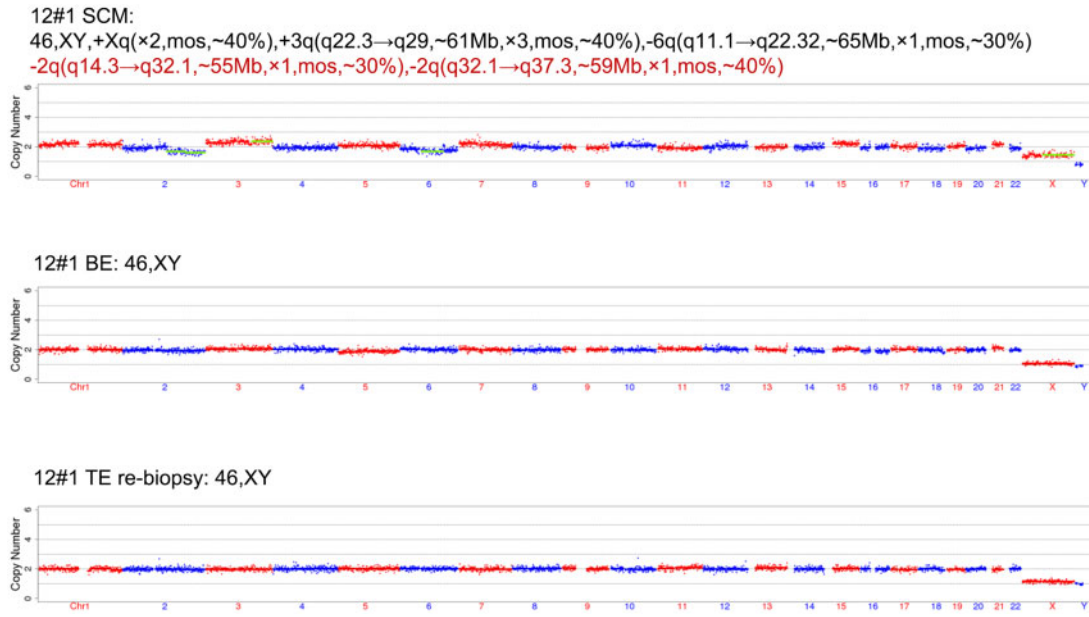 12#1 SCM:
46,XY,+Xq(×2,mos,~40%),+3q(q22.3→q29,~61Mb,×3,mos,~40%),-6q(q11.1→q22.32,~65Mb,×1,mos,~30%)
-2q(q14.3→q32.1,~55Mb,×1,mos,~30%),-2q(q32.1→q37.3,~59Mb,×1,mos,~40%)
Copy Number
0 2 4 6
Chr1 2 3 4 5 6 7 8 9 10 11 12 13 14 15 16 17 18 19 20 21 22 X Y
12#1 BE: 46,XY
Copy Number
0 2 4 6
Chr1 2 3 4 5 6 7 8 9 10 11 12 13 14 15 16 17 18 19 20 21 22 X Y
12#1 TE re-biopsy: 46,XY
Copy Number
0 2 4 6
Chr1 2 3 4 5 6 7 8 9 10 11 12 13 14 15 16 17 18 19 20 21 22 X Y